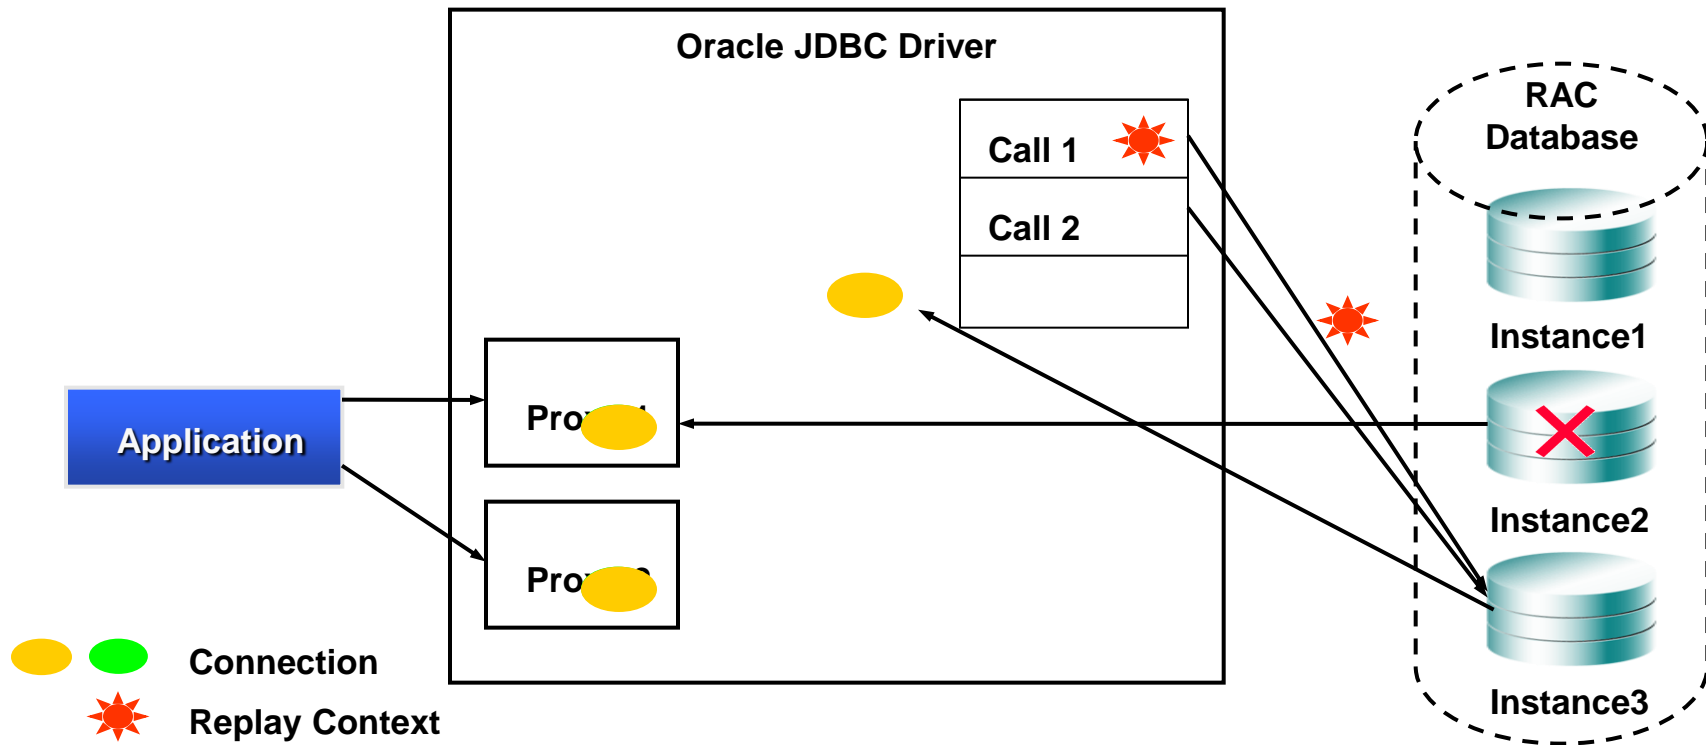 Oracle JDBC Driver
RAC
Database
Call 1
Call 2
Instance1
Application
Instance2
Connection
Replay Context
Instance3